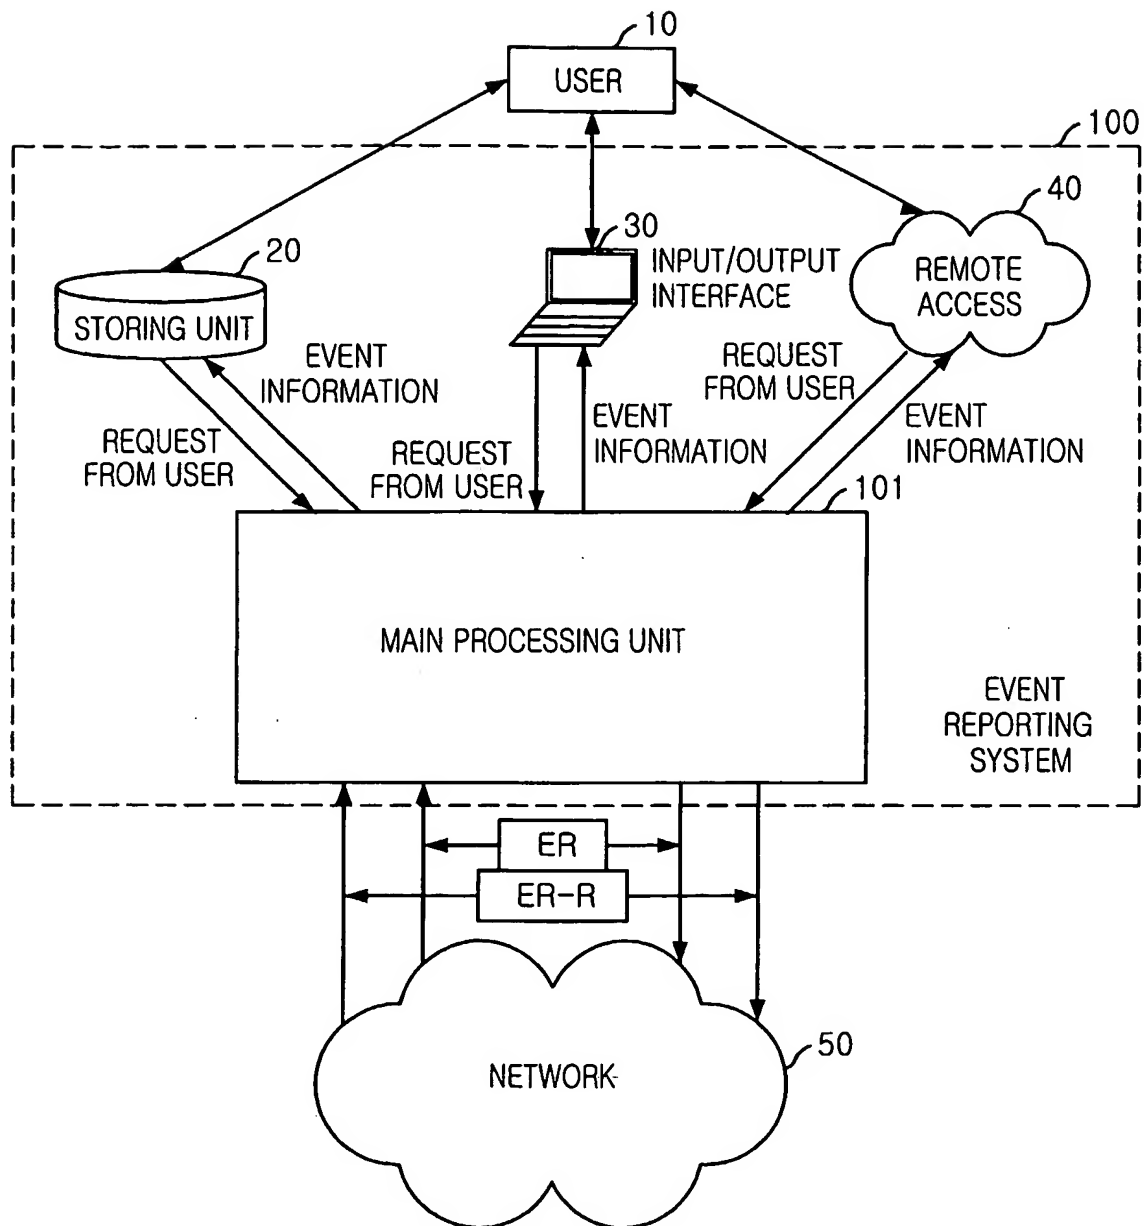 10
USER
100
40
20
30
INPUT/OUTPUT
INTERFACE
REMOTE
ACCESS
STORING UNIT
EVENT
INFORMATION
REQUEST
FROM USER
REQUEST
FROM USER
EVENT
INFORMATION
EVENT
INFORMATION
REQUEST
FROM USER
101
MAIN PROCESSING UNIT
EVENT
REPORTING
SYSTEM
ER
ER-R
50
NETWORK